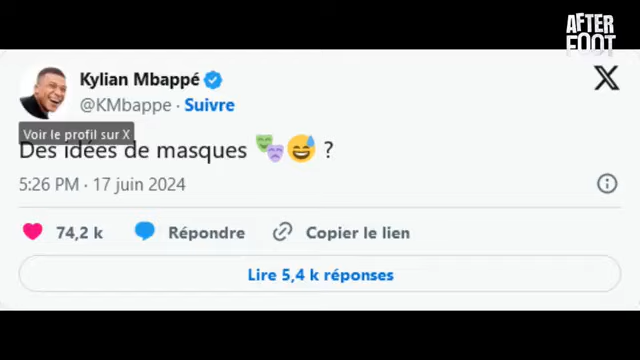 AFTER
FOOT
Kylian Mbappé
@KMbappe · Suivre
Voir le profil sur X
Des idées de masques 🎭😅 ?
5:26 PM · 17 juin 2024
74,2 k Répondre Copier le lien
Lire 5,4 k réponses